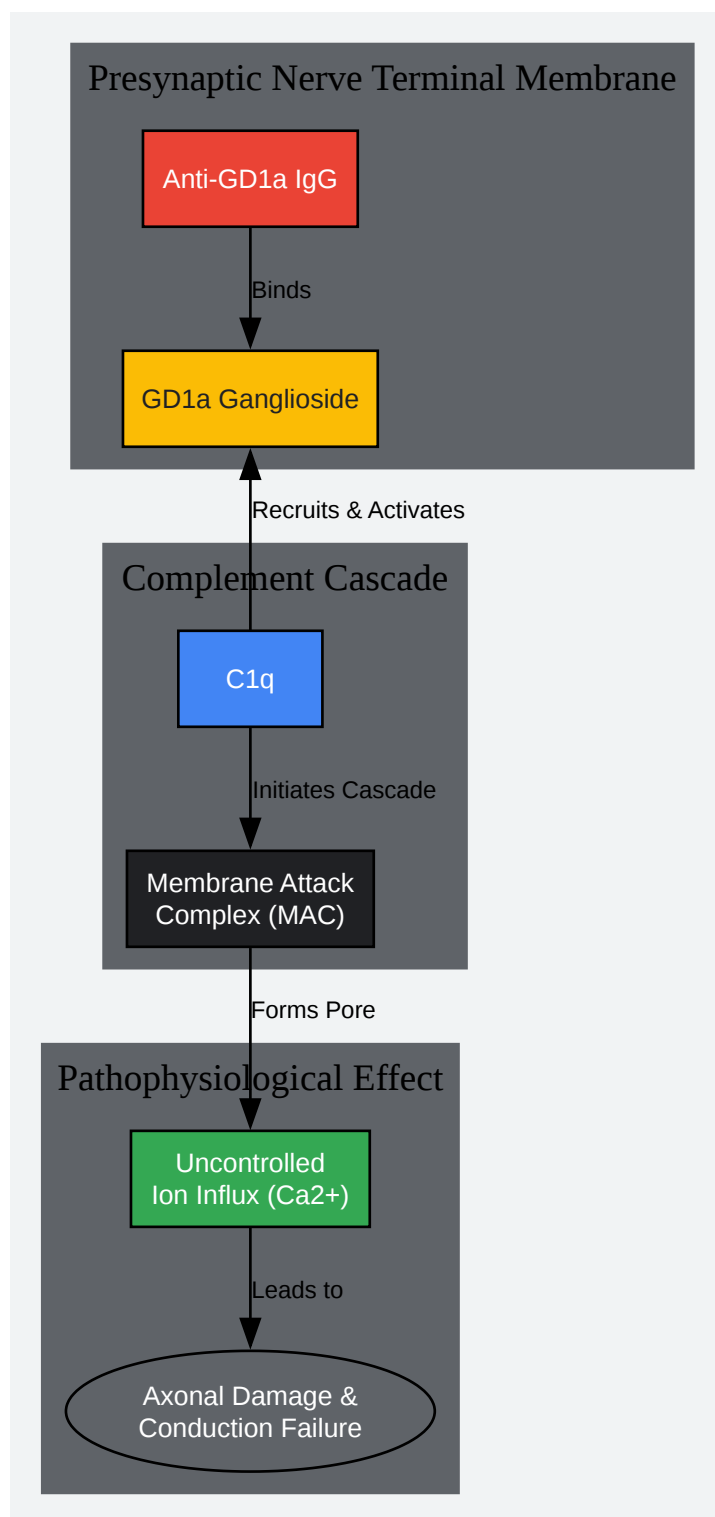 Presynaptic Nerve Terminal Membrane
Anti-GD1a IgG
Binds
GD1a Ganglioside
Recruits & Activates
Complement Cascade
C1q
Initiates Cascade
Membrane Attack
Complex (MAC)
Forms Pore
Pathophysiological Effect
Uncontrolled
Ion Influx (Ca2+)
Leads to
Axonal Damage &
Conduction Failure